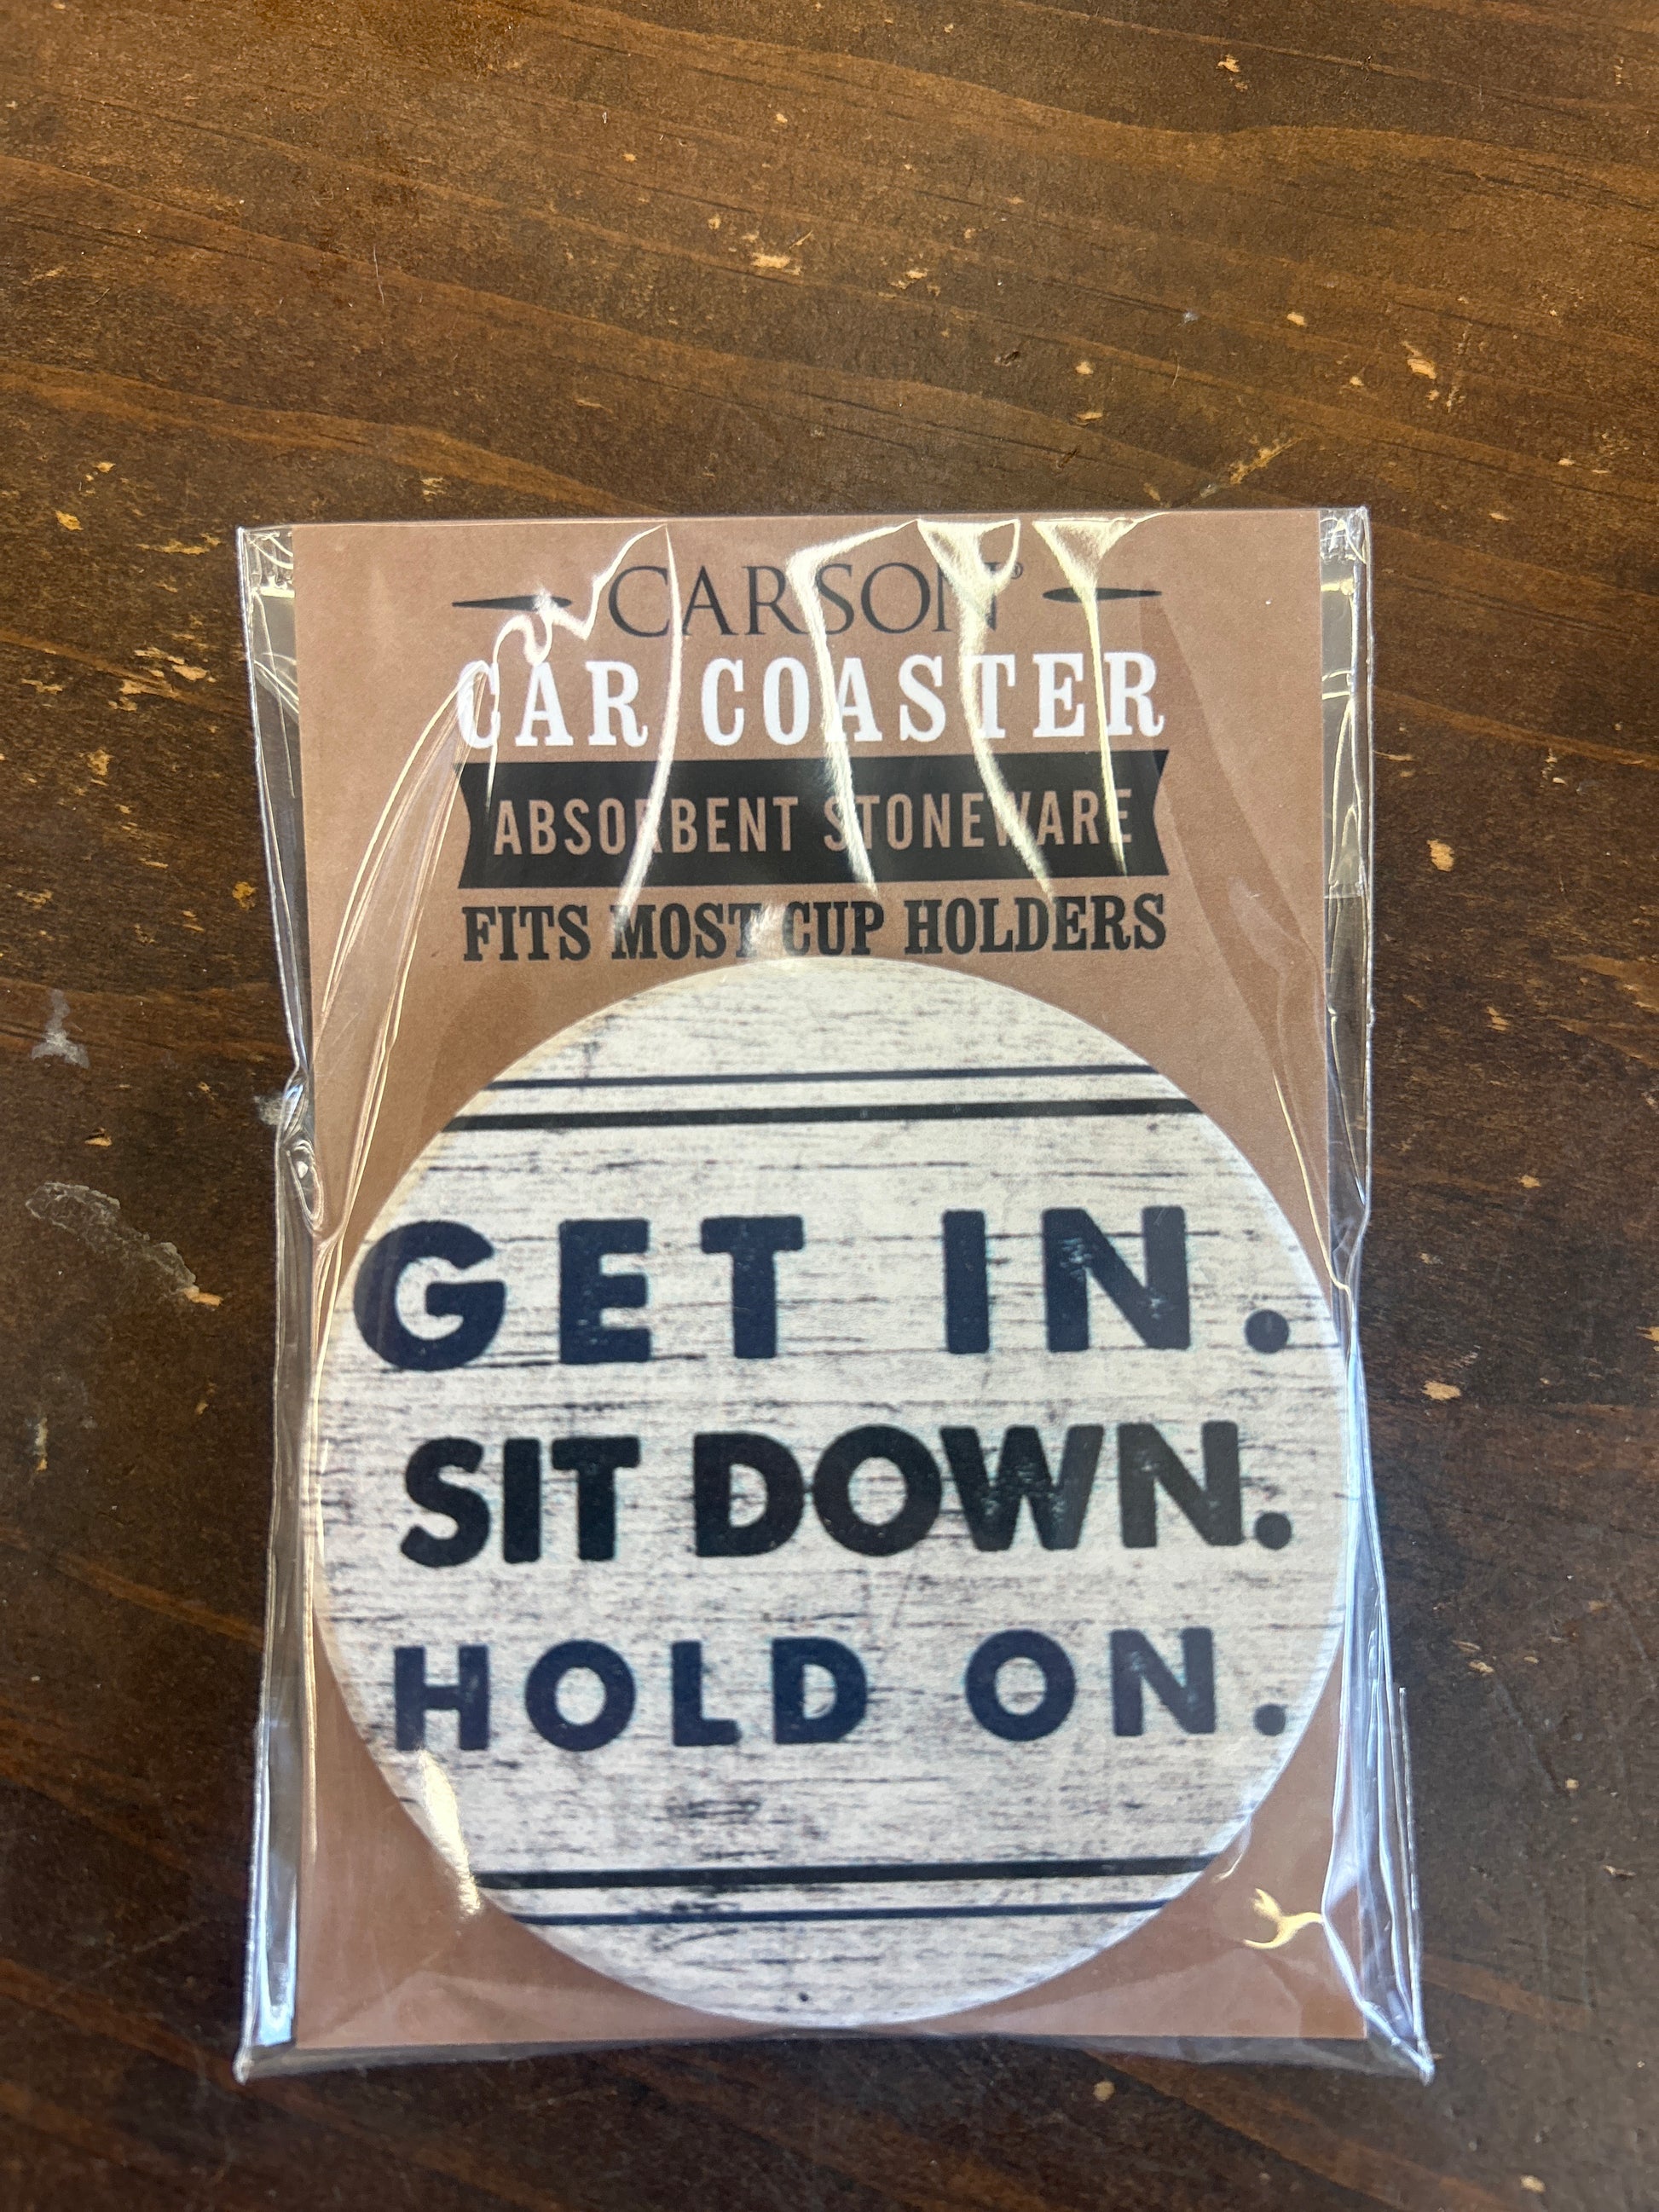 CARSON®
CAR COASTER
ABSORBENT STONEWARE
FITS MOST CUP HOLDERS
GET IN.
SIT DOWN.
HOLD ON.